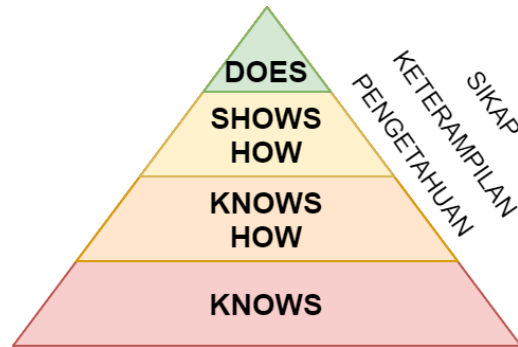 DOES
SHOWS
HOW
KNOWS
HOW
KNOWS
SIKAP
KETERAMPILAN
PENGETAHUAN